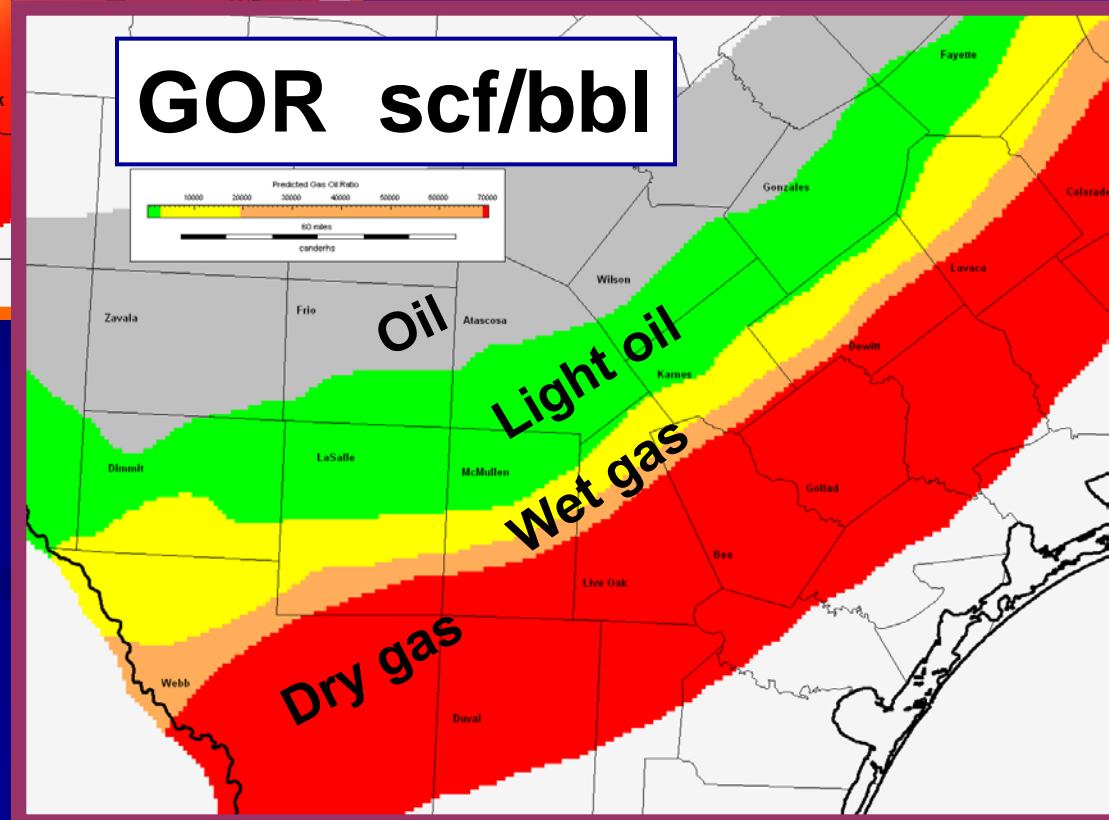 GOR scf/bbl
Predicted Gas Oil Ratio
10000 20000 30000 40000 50000 60000 70000
60 miles
canderhs
Fayette
Gonzales
Colorado
Wilson
Lavaca
Zavala
Frio
Oil
Atascosa
Light oil
Dewitt
Karnes
Dimmit
LaSalle
McMullen
Wet gas
Goliad
Bee
Live Oak
Dry gas
Webb
Duval